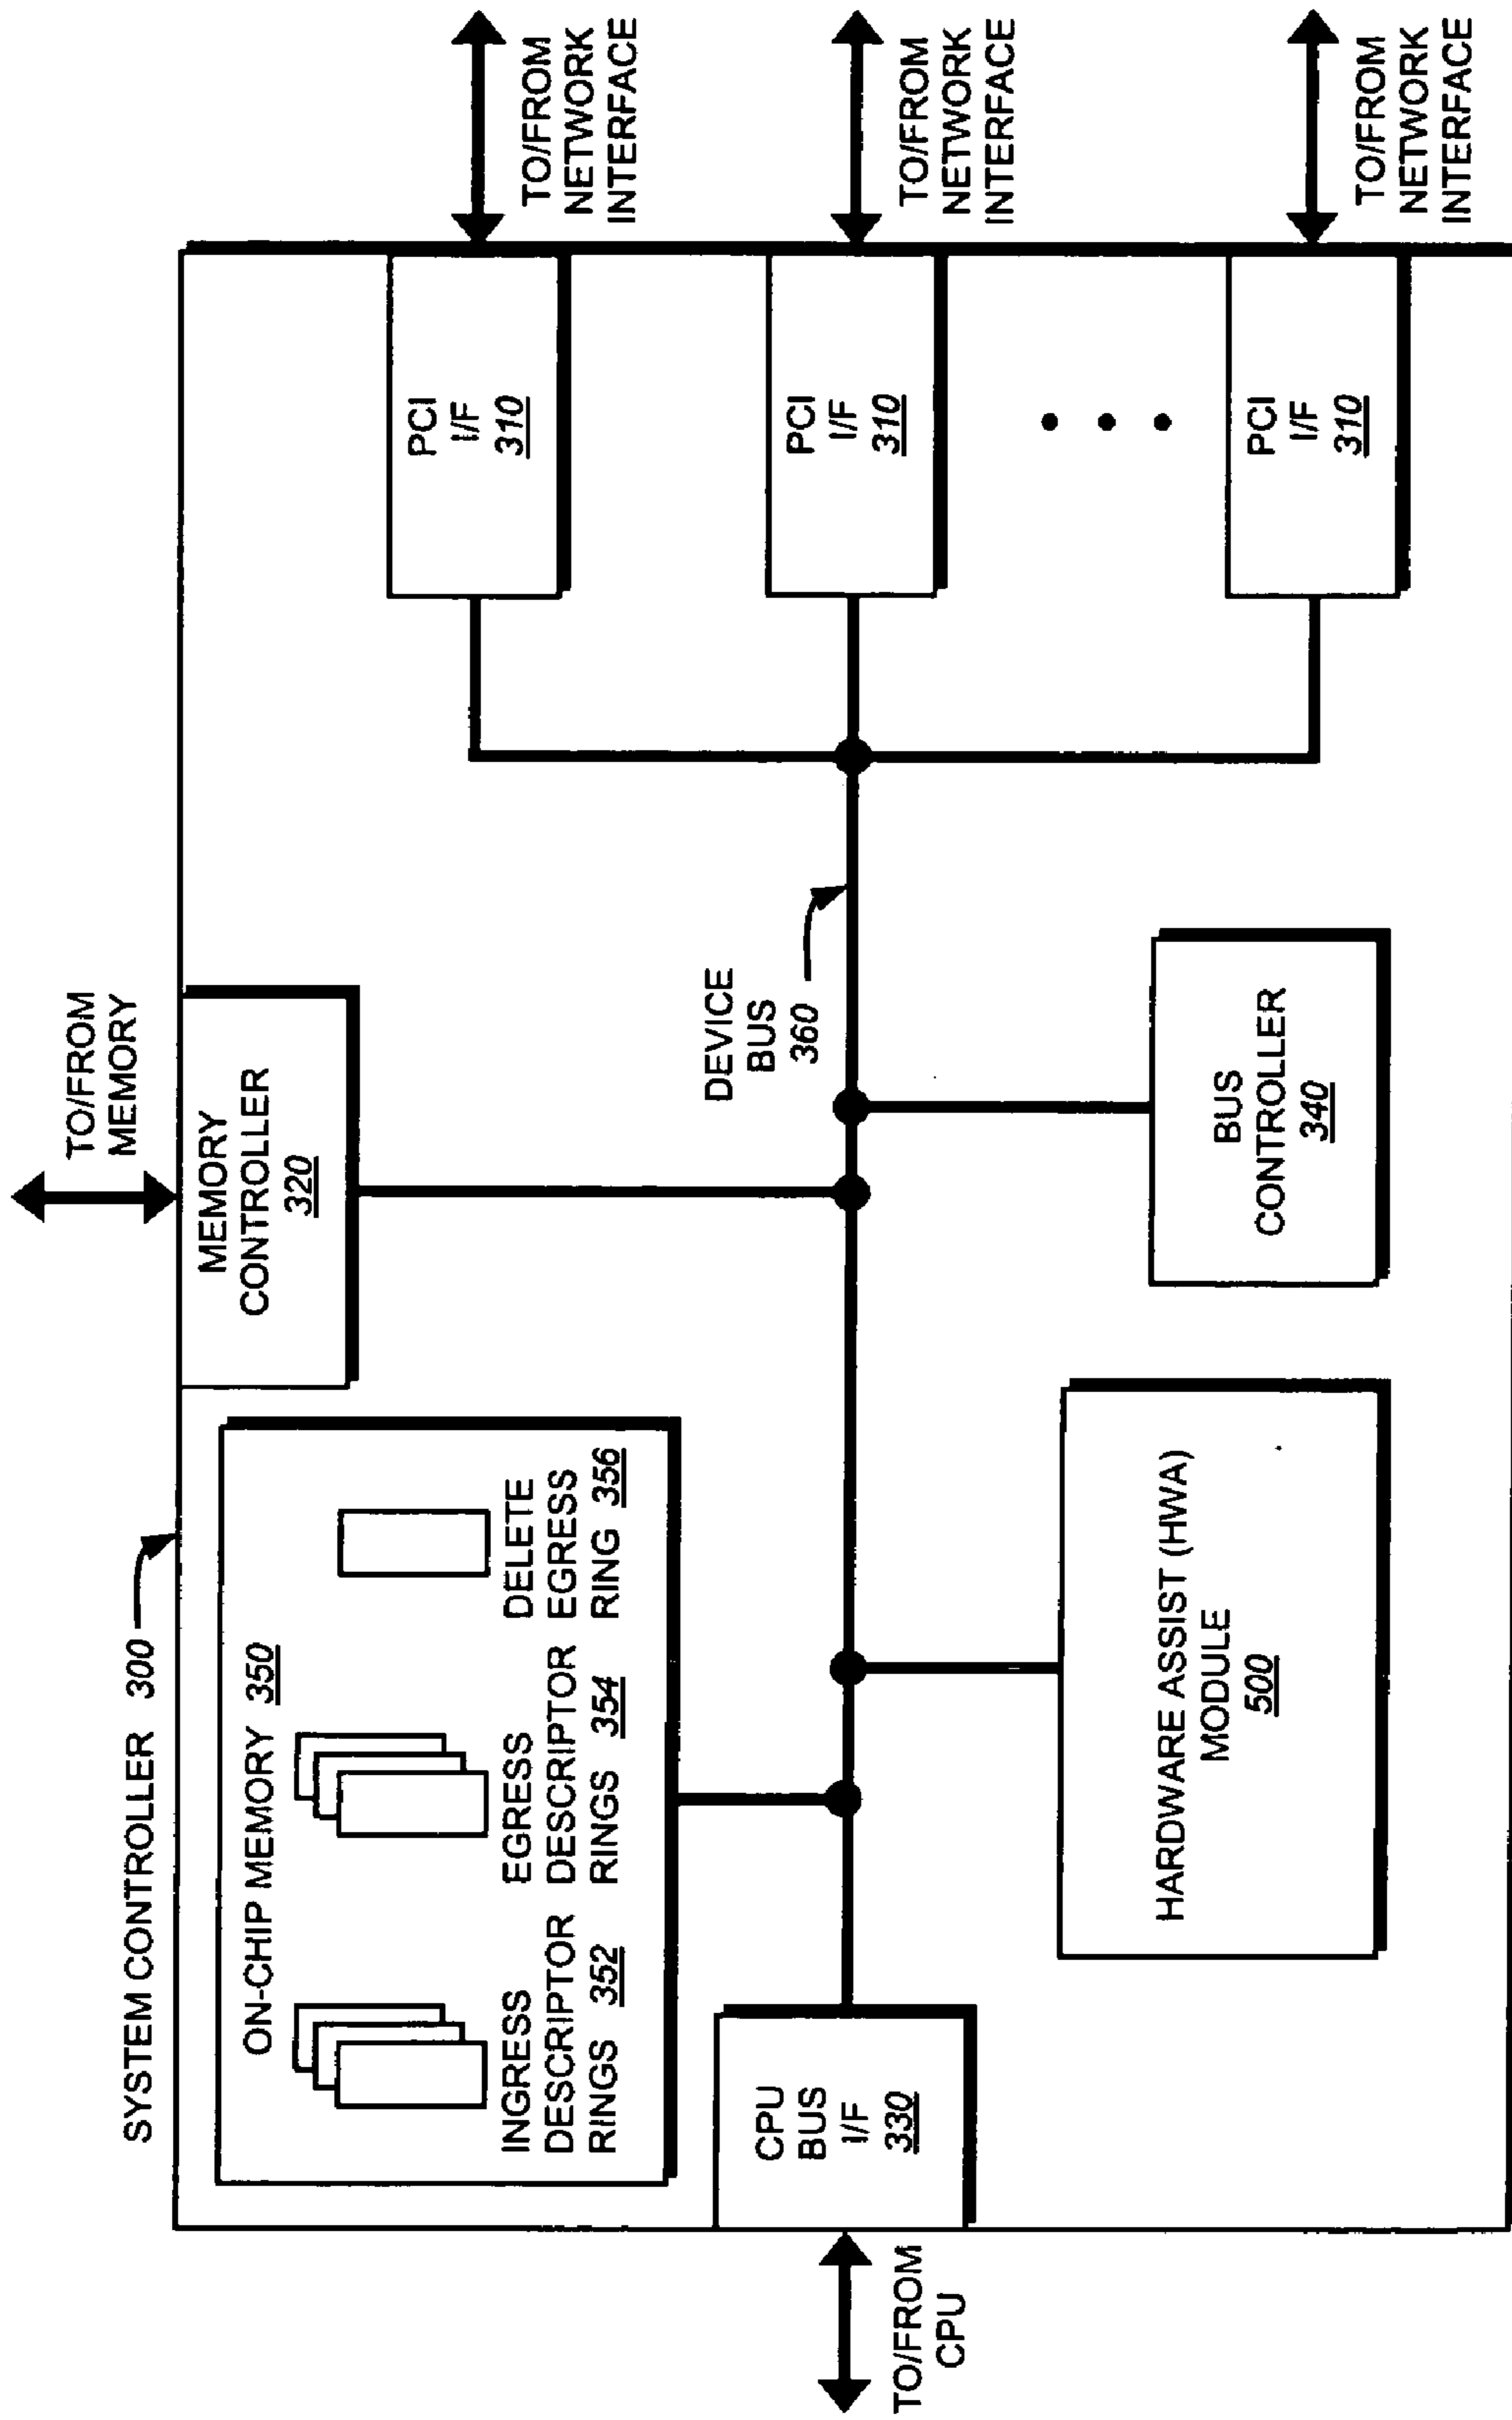 SYSTEM CONTROLLER 300
TO/FROM
MEMORY
ON-CHIP MEMORY 350
INGRESS
DESCRIPTOR
RINGS 352
EGRESS
DESCRIPTOR
RINGS 354
DELETE
EGRESS
RING 356
MEMORY
CONTROLLER
320
PCI
I/F
310
TO/FROM
NETWORK
INTERFACE
CPU
BUS
I/F
330
TO/FROM
CPU
DEVICE
BUS
360
PCI
I/F
310
TO/FROM
NETWORK
INTERFACE
HARDWARE ASSIST (HWA)
MODULE
500
BUS
CONTROLLER
340
PCI
I/F
310
TO/FROM
NETWORK
INTERFACE